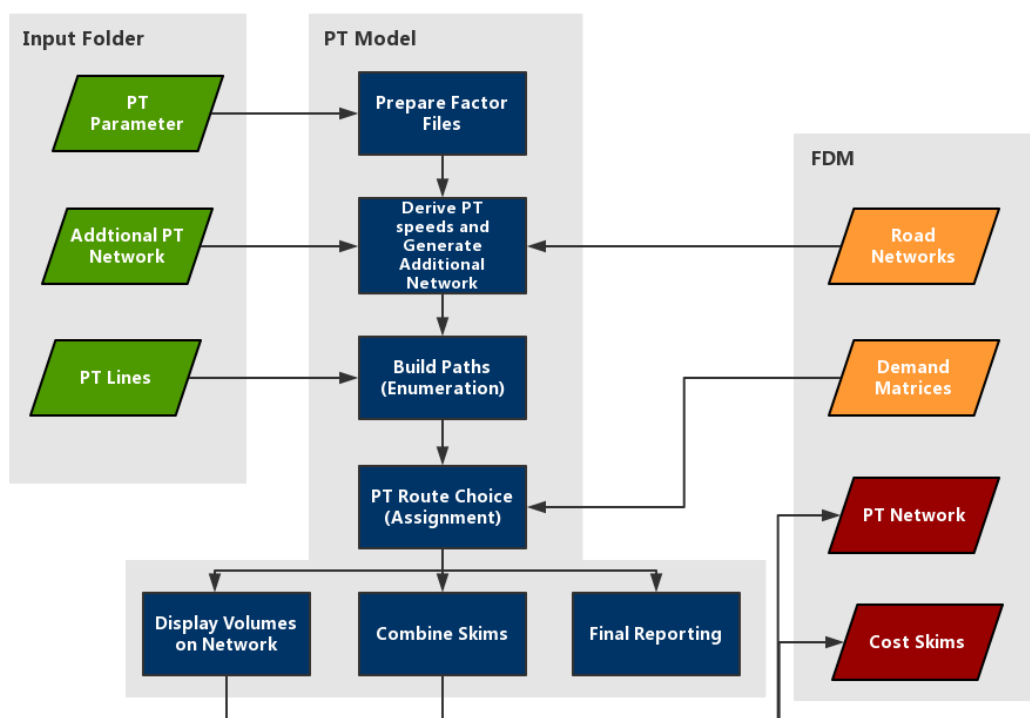 Input Folder
PT Model
PT
Parameter
Prepare Factor
Files
FDM
Addtional PT
Network
Derive PT
speeds and
Generate
Additional
Network
Road
Networks
PT Lines
Build Paths
(Enumeration)
Demand
Matrices
PT Route Choice
(Assignment)
PT Network
Display Volumes
on Network
Combine Skims
Final Reporting
Cost Skims